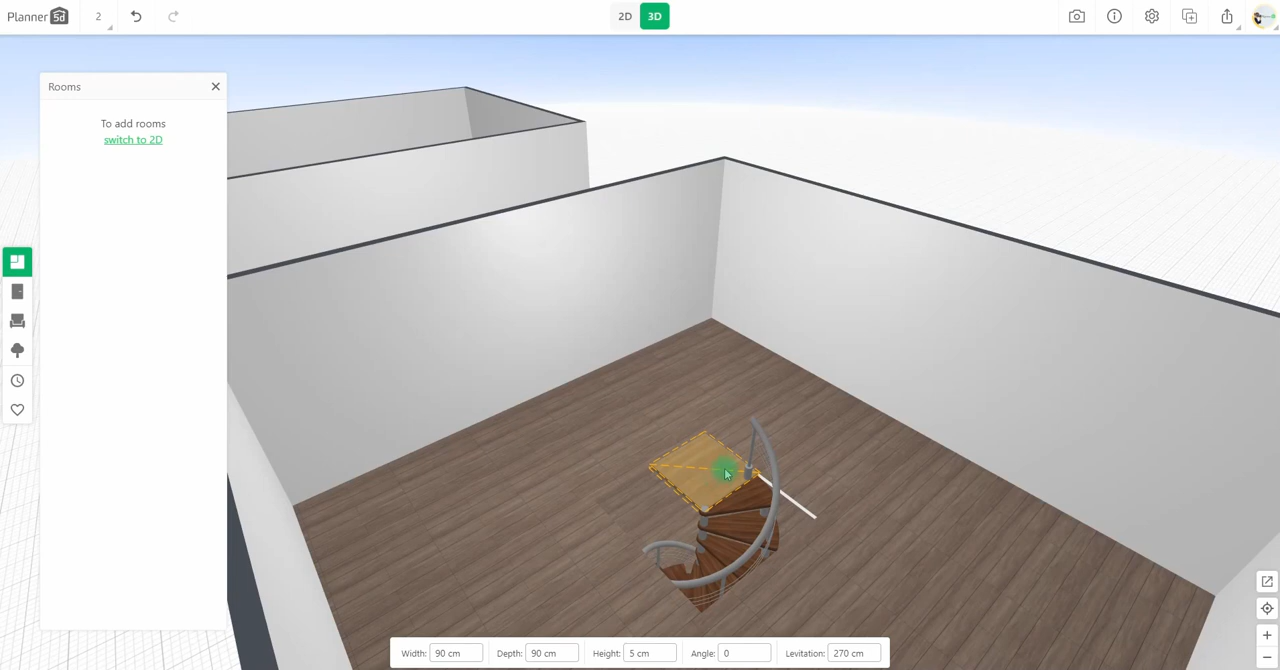 Planner 5d
2
2D
3D
Rooms
To add rooms
switch to 2D
Width: 90 cm
Depth: 90 cm
Height: 5 cm
Angle: 0
Levitation: 270 cm